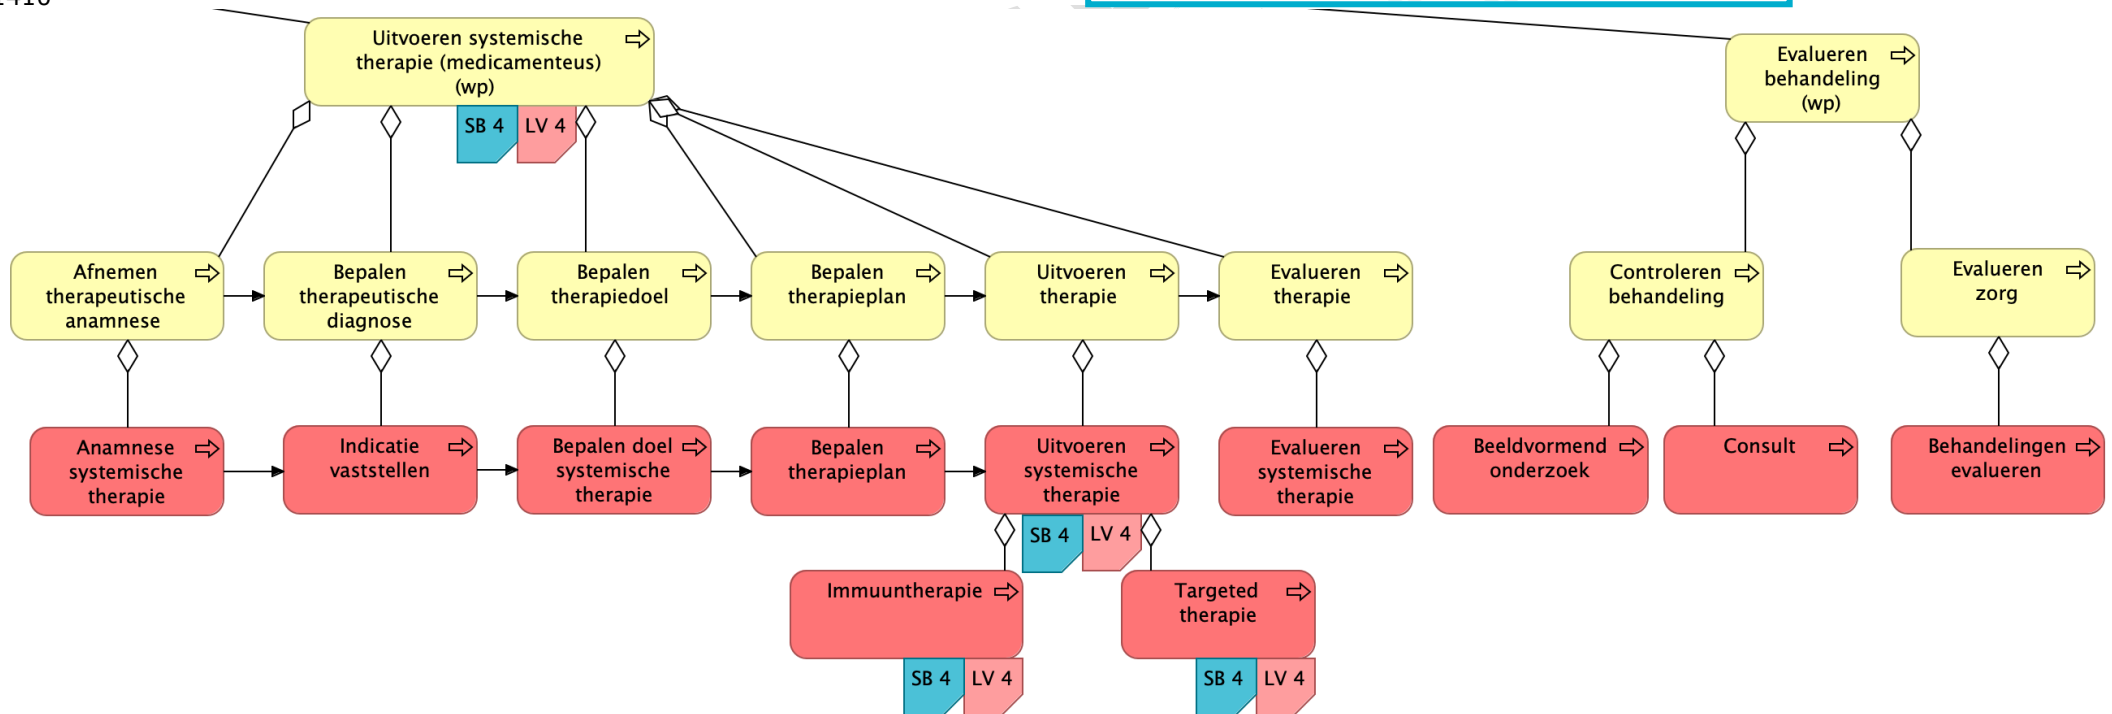 Uitvoeren systemische
therapie (medicamenteus)
(wp)
Evalueren
behandeling
(wp)
SB 4
LV 4
Afnemen
therapeutische
anamnese
Bepalen
therapeutische
diagnose
Bepalen
therapiedoel
Bepalen
therapieplan
Uitvoeren
therapie
Evalueren
therapie
Controleren
behandeling
Evalueren
zorg
Anamnese
systemische
therapie
Indicatie
vaststellen
Bepalen doel
systemische
therapie
Bepalen
therapieplan
Uitvoeren
systemische
therapie
Evalueren
systemische
therapie
Beeldvormend
onderzoek
Consult
Behandelingen
evalueren
SB 4
LV 4
Immuuntherapie
Targeted
therapie
SB 4
LV 4
SB 4
LV 4